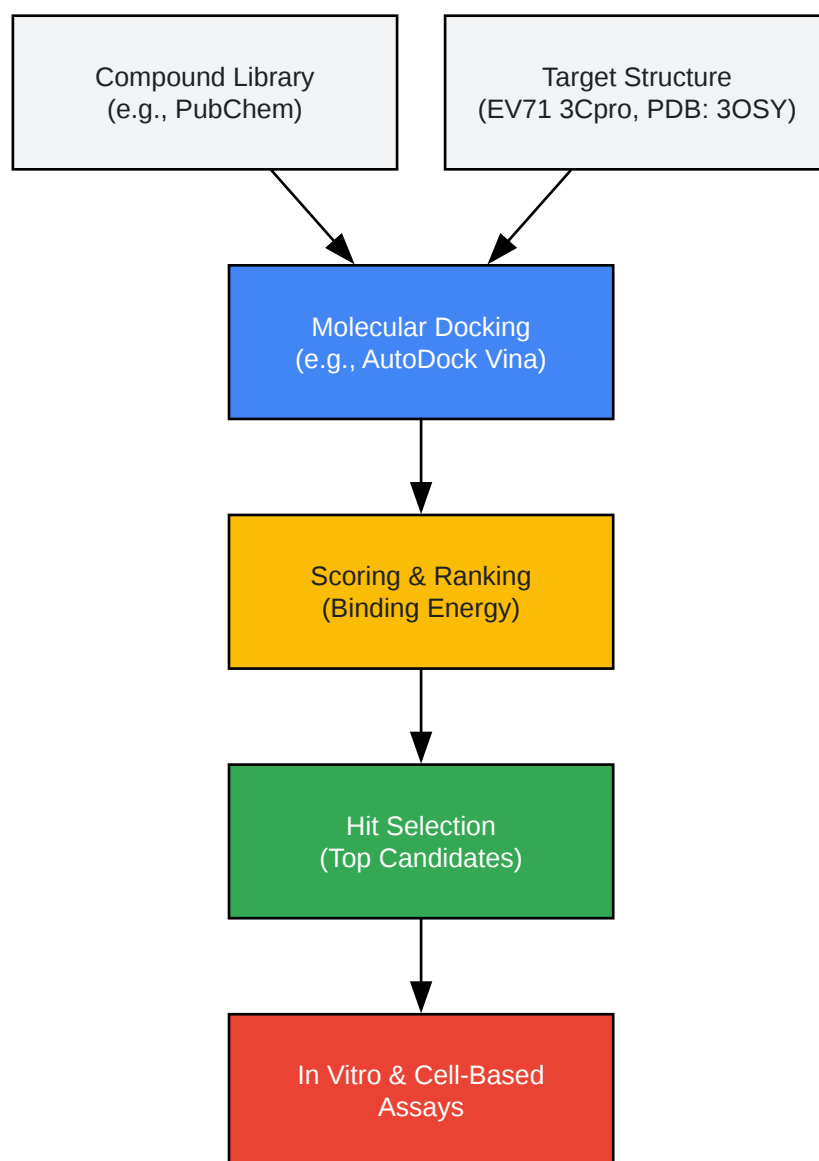 Compound Library
(e.g., PubChem)
Target Structure
(EV71 3Cpro, PDB: 3OSY)
Molecular Docking
(e.g., AutoDock Vina)
Scoring & Ranking
(Binding Energy)
Hit Selection
(Top Candidates)
In Vitro & Cell-Based
Assays